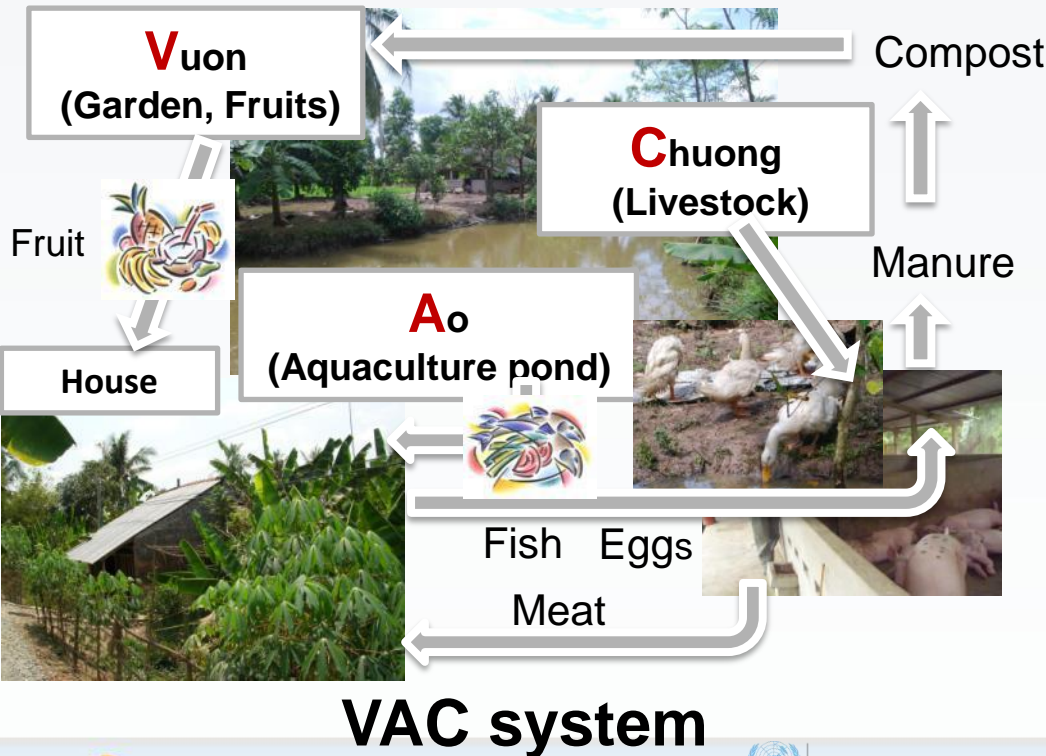 Vuon
(Garden, Fruits)
Compost
Chuong
(Livestock)
Fruit
Manure
Ao
(Aquaculture pond)
House
Fish Eggs
Meat
VAC system